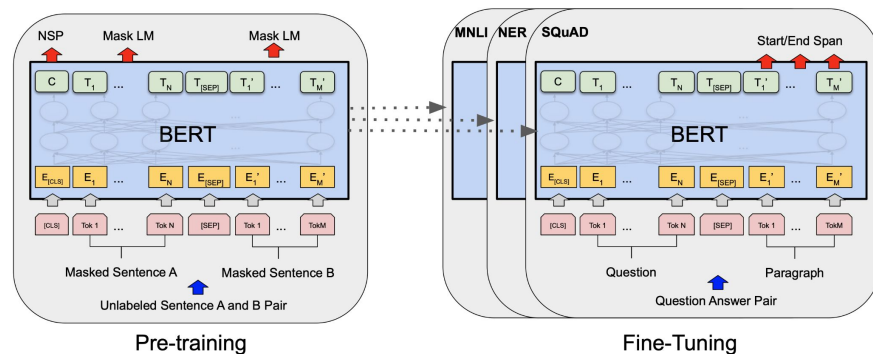 NSP Mask LM Mask LM
C T1 ... TN T[SEP] T1' ... TM'
BERT
E[CLS] E1 ... EN E[SEP] E1' ... EM'
[CLS] Tok 1 ... Tok N [SEP] Tok 1 ... TokM
Masked Sentence A Masked Sentence B
Unlabeled Sentence A and B Pair
Pre-training
MNLI NER SQuAD
Start/End Span
C T1 ... TN T[SEP] T1' ... TM'
BERT
E[CLS] E1 ... EN E[SEP] E1' ... EM'
[CLS] Tok 1 ... Tok N [SEP] Tok 1 ... TokM
Question Paragraph
Question Answer Pair
Fine-Tuning